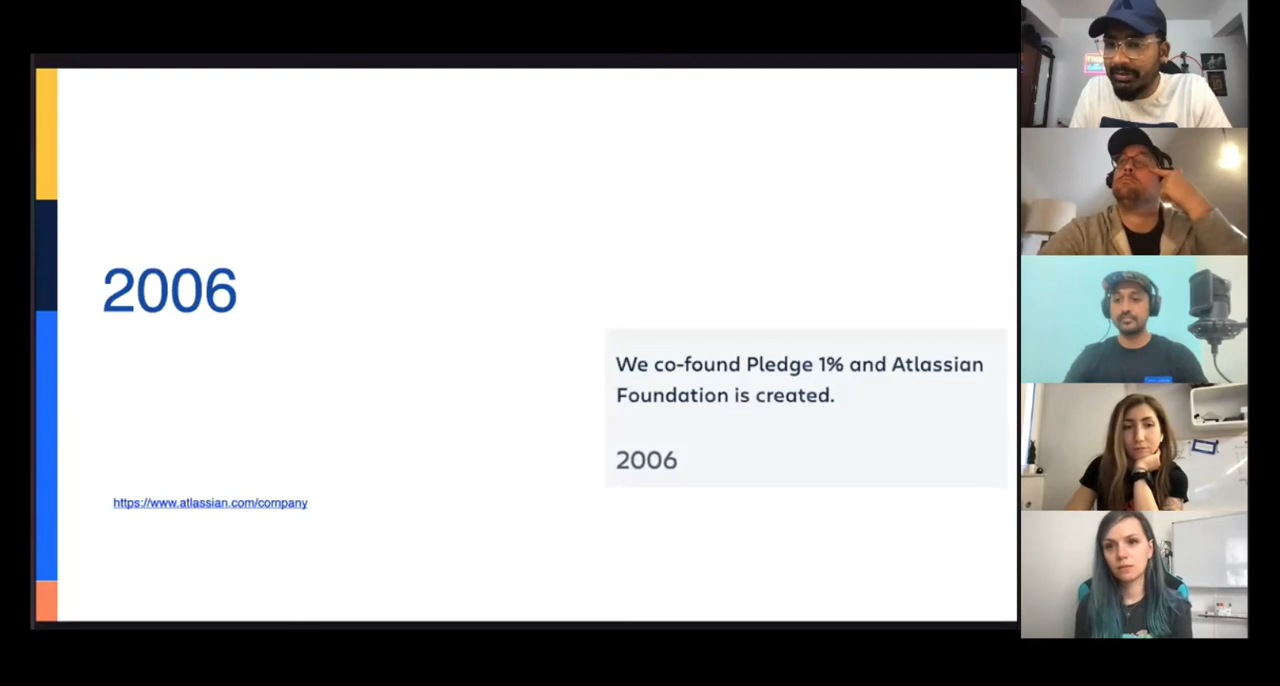 2006
We co-found Pledge 1% and Atlassian
Foundation is created.
2006
https://www.atlassian.com/company